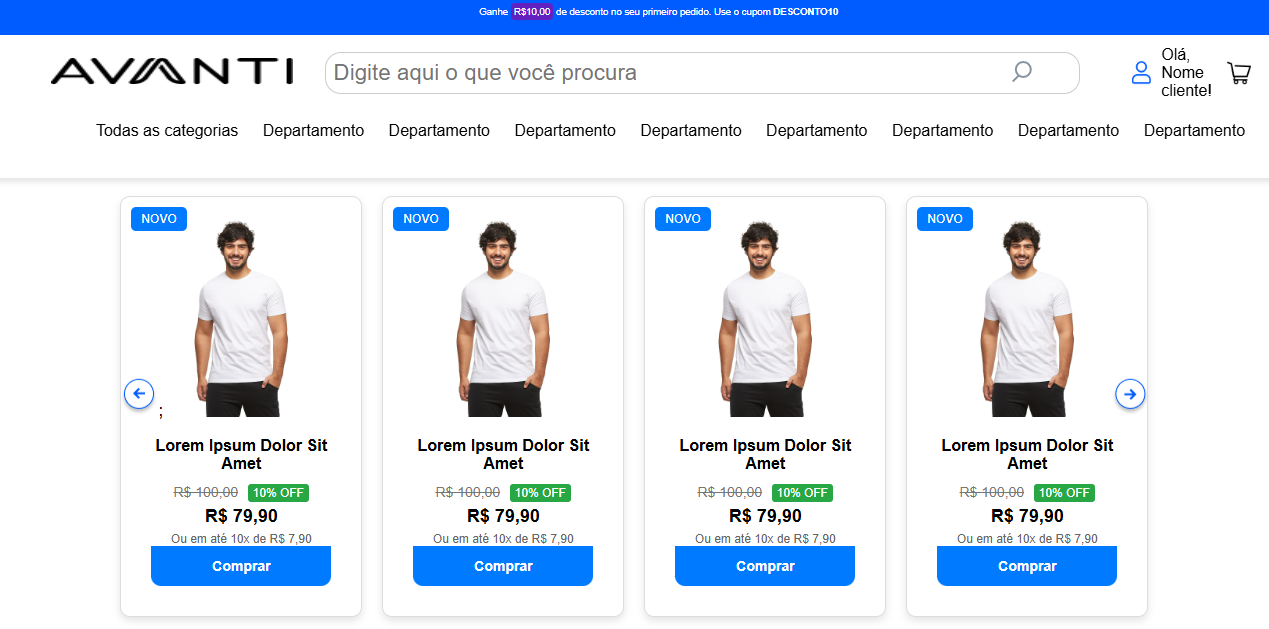 Ganhe R$10,00 de desconto no seu primeiro pedido. Use o cupom DESCONTO10
AVANTI
Digite aqui o que você procura
Olá,
Nome
cliente!
Todas as categorias Departamento Departamento Departamento Departamento Departamento Departamento Departamento Departamento
NOVO NOVO NOVO NOVO
;
Lorem Ipsum Dolor Sit Lorem Ipsum Dolor Sit Lorem Ipsum Dolor Sit Lorem Ipsum Dolor Sit
Amet Amet Amet Amet
R$ 100,00 10% OFF R$ 100,00 10% OFF R$ 100,00 10% OFF R$ 100,00 10% OFF
R$ 79,90 R$ 79,90 R$ 79,90 R$ 79,90
Ou em até 10x de R$ 7,90 Ou em até 10x de R$ 7,90 Ou em até 10x de R$ 7,90 Ou em até 10x de R$ 7,90
Comprar Comprar Comprar Comprar